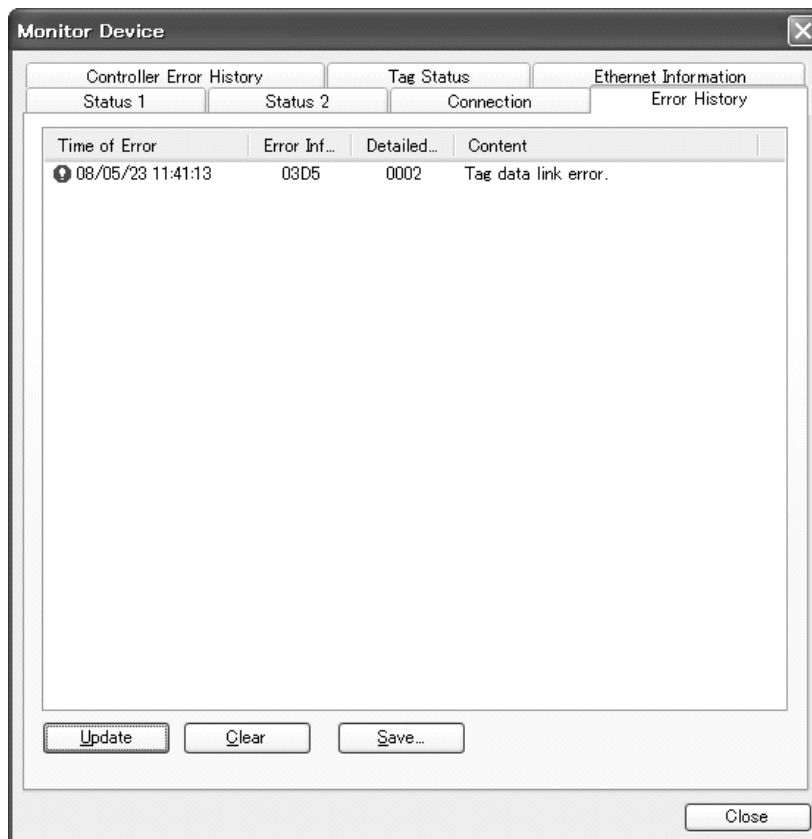 Monitor Device
Controller Error History Tag Status Ethernet Information
Status 1 Status 2 Connection Error History
Time of Error Error Inf... Detailed... Content
08/05/23 11:41:13 03D5 0002 Tag data link error.
Update Clear Save...
Close